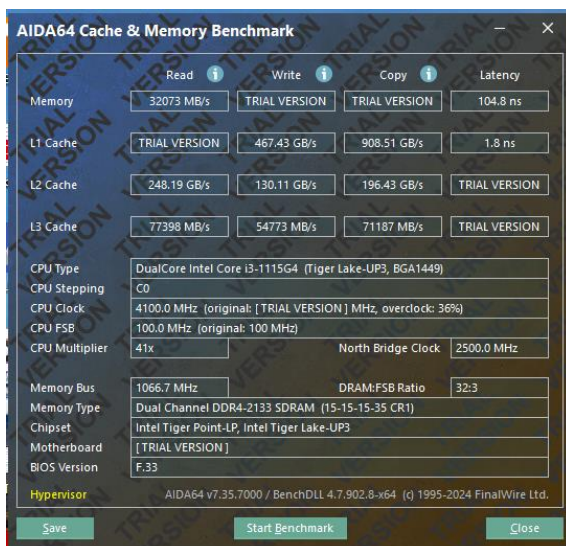 AIDA64 Cache & Memory Benchmark
Read Write Copy Latency
Memory 32073 MB/s TRIAL VERSION TRIAL VERSION 104.8 ns
L1 Cache TRIAL VERSION 467.43 GB/s 908.51 GB/s 1.8 ns
L2 Cache 248.19 GB/s 130.11 GB/s 196.43 GB/s TRIAL VERSION
L3 Cache 77398 MB/s 54773 MB/s 71187 MB/s TRIAL VERSION
CPU Type DualCore Intel Core i3-1115G4 (Tiger Lake-UP3, BGA1449)
CPU Stepping C0
CPU Clock 4100.0 MHz (original: [ TRIAL VERSION ] MHz, overclock: 36%)
CPU FSB 100.0 MHz (original: 100 MHz)
CPU Multiplier 41x North Bridge Clock 2500.0 MHz
Memory Bus 1066.7 MHz DRAM:FSB Ratio 32:3
Memory Type Dual Channel DDR4-2133 SDRAM (15-15-15-35 CR1)
Chipset Intel Tiger Point-LP, Intel Tiger Lake-UP3
Motherboard [ TRIAL VERSION ]
BIOS Version F.33
Hypervisor AIDA64 v7.35.7000 / BenchDLL 4.7.902.8-x64 (c) 1995-2024 FinalWire Ltd.
Save Start Benchmark Close